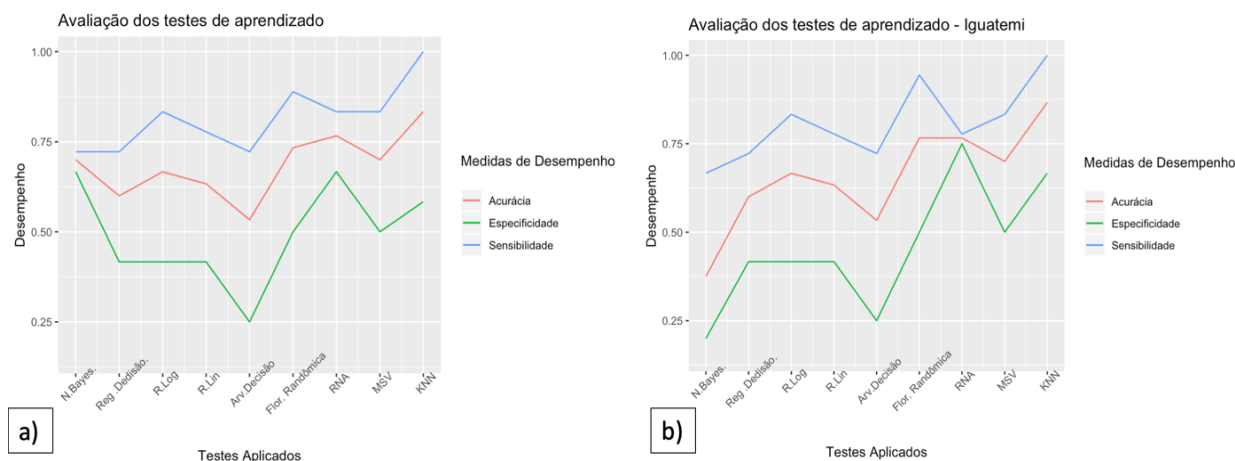 Avaliação dos testes de aprendizado
1.00
0.75
0.50
0.25
Desempenho
N.Bayes.
Reg .Dedisão.
R.Log
R.Lin
Arv.Decisão
Flor. Randômica
RNA
MSV
KNN
Testes Aplicados
Medidas de Desempenho
Acurácia
Especificidade
Sensibilidade
a)
Avaliação dos testes de aprendizado - Iguatemi
1.00
0.75
0.50
0.25
Desempenho
N.Bayes.
Reg .Dedisão.
R.Log
R.Lin
Arv.Decisão
Flor. Randômica
RNA
MSV
KNN
Testes Aplicados
Medidas de Desempenho
Acurácia
Especificidade
Sensibilidade
b)